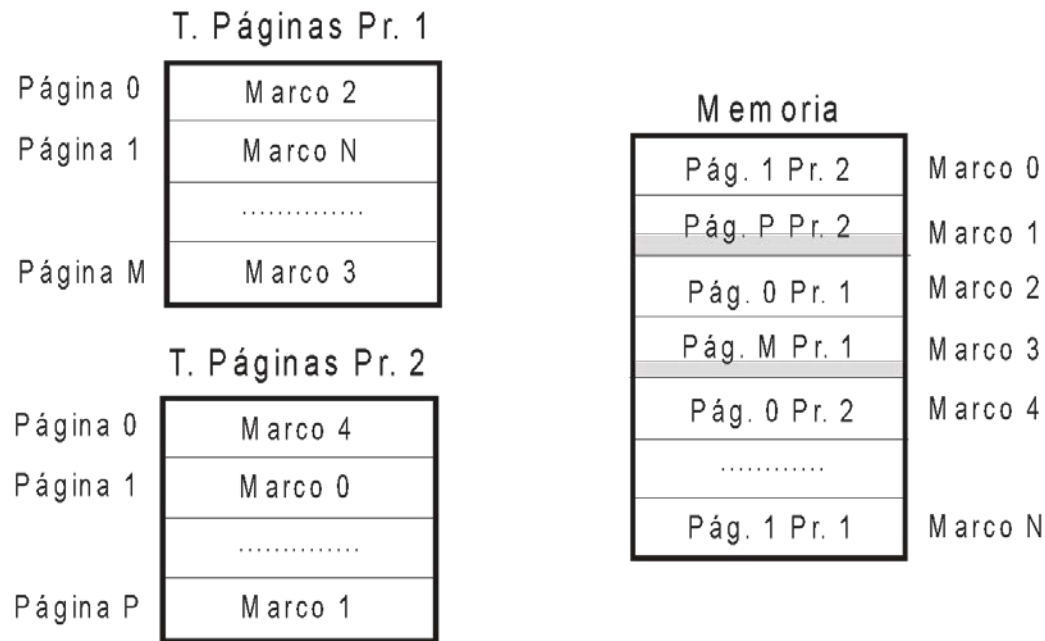 T. Páginas Pr. 1
Página 0 Marco 2
Página 1 Marco N
..............
Página M Marco 3
T. Páginas Pr. 2
Página 0 Marco 4
Página 1 Marco 0
..............
Página P Marco 1
Memoria
Pág. 1 Pr. 2 Marco 0
Pág. P Pr. 2 Marco 1
Pág. 0 Pr. 1 Marco 2
Pág. M Pr. 1 Marco 3
Pág. 0 Pr. 2 Marco 4
............
Pág. 1 Pr. 1 Marco N